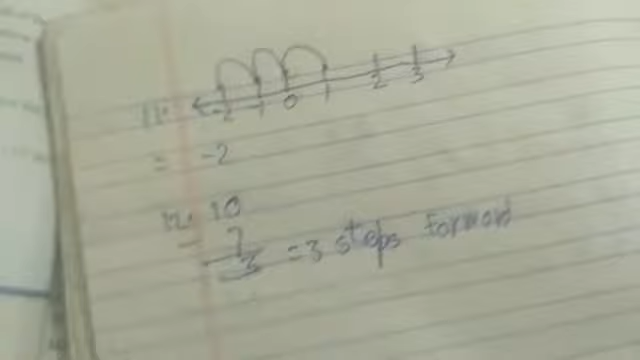 11. -2 -1 0 1 2 3
= -2
12. 10
- 7
3 = 3 steps forward